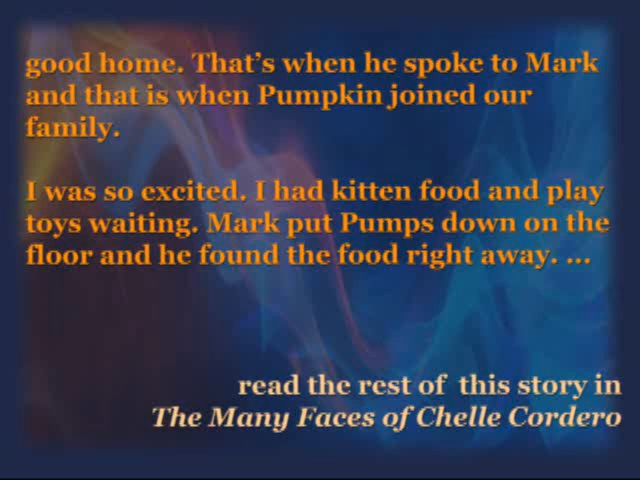 good home. That’s when he spoke to Mark
and that is when Pumpkin joined our
family.
I was so excited. I had kitten food and play
toys waiting. Mark put Pumps down on the
floor and he found the food right away. ...
read the rest of this story in
The Many Faces of Chelle Cordero